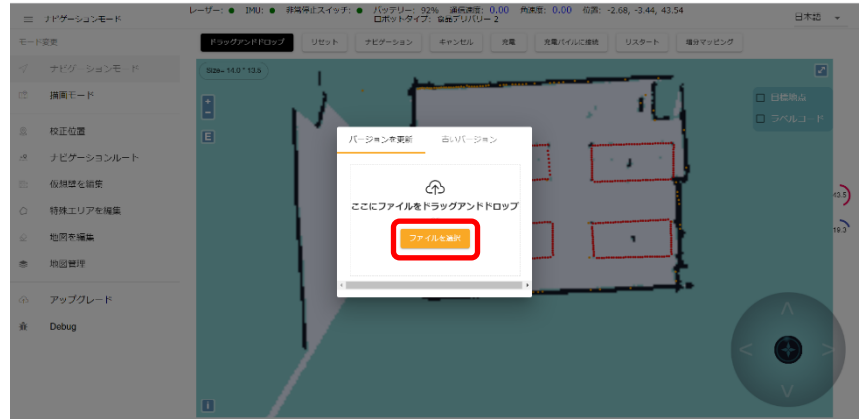 ナビゲーションモード
レーザー: IMU: 非常停止スイッチ: バッテリー: 92% 通信速度: 0.00 角速度: 0.00 位置: -2.68, -3.44, 43.54
ロボットタイプ: 食品デリバリー 2
日本語
モード変更
ドラッグアンドドロップ リセット ナビゲーション キャンセル 充電 充電パイルに接続 リスタート 増分マッピング
ナビゲーションモード
描画モード
校正位置
ナビゲーションルート
仮想壁を編集
特殊エリアを編集
地図を編集
地図管理
アップグレード
Debug
Size= 14.0 * 13.6
+
-
E
目標地点
ラベルコード
バージョンを更新 古いバージョン
ここにファイルをドラッグアンドドロップ
ファイルを選択
19.3